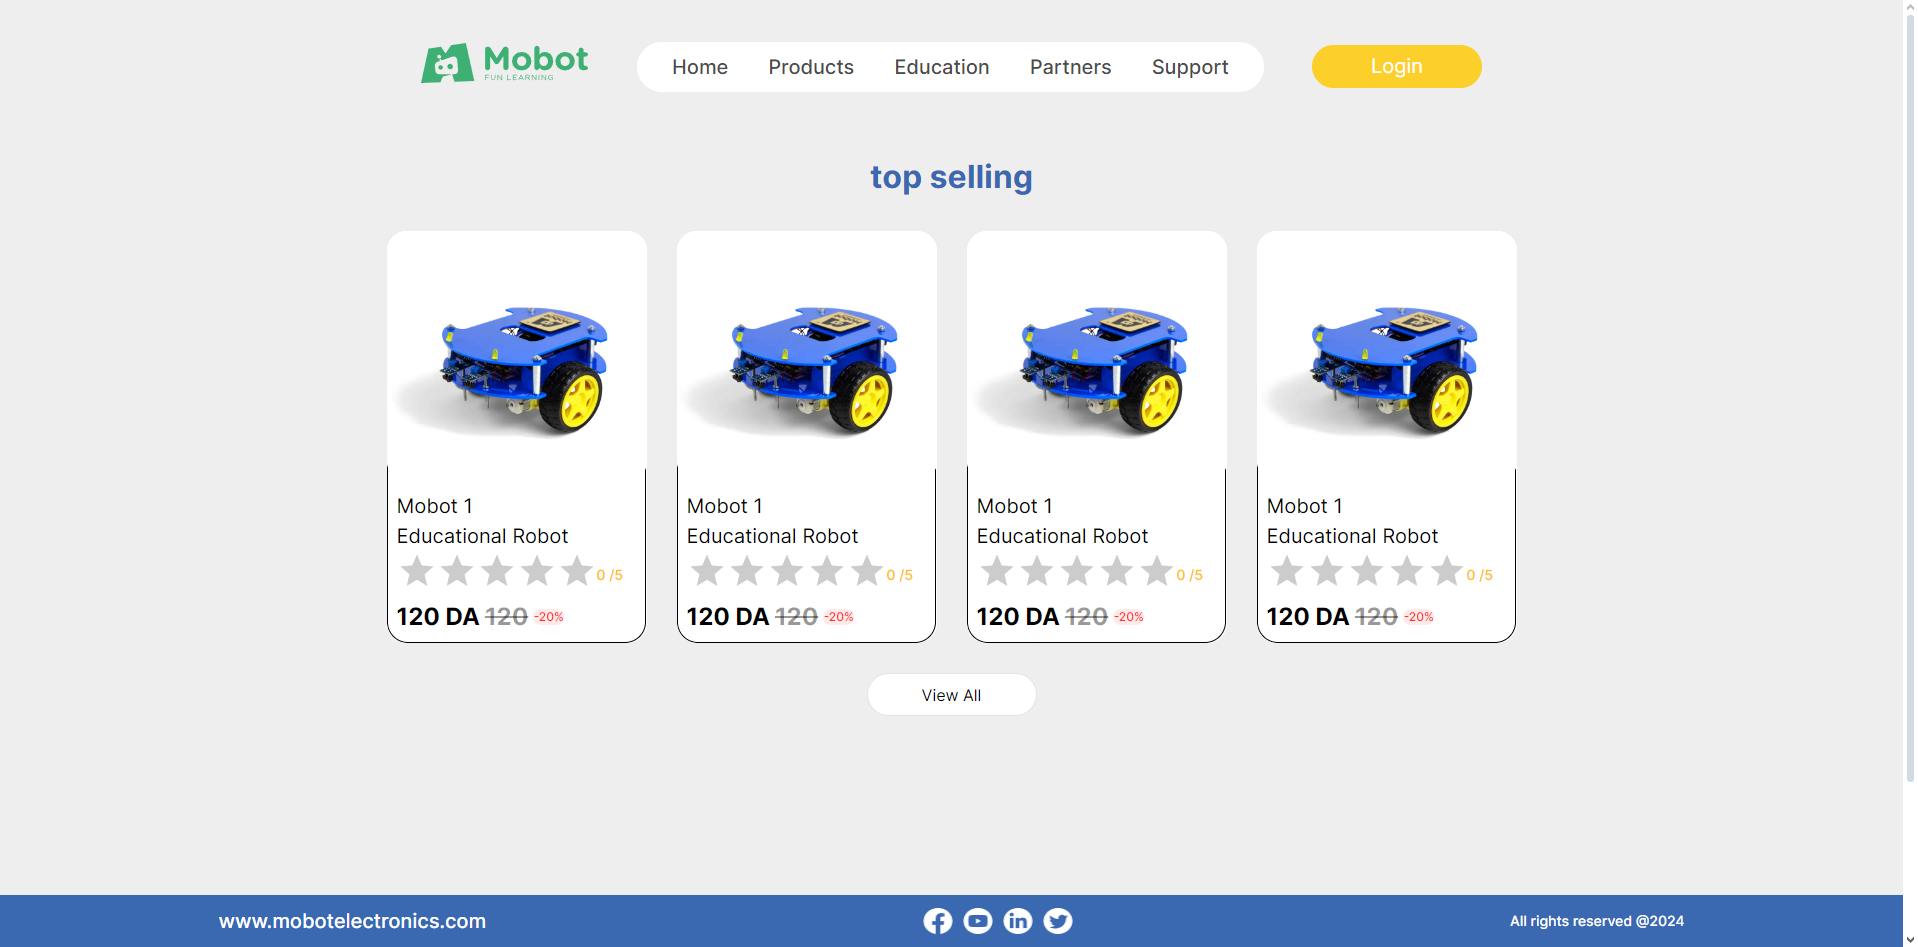 Mobot
FUN LEARNING
Home Products Education Partners Support
Login
top selling
Mobot 1
Educational Robot
0 /5
120 DA 120 -20%
Mobot 1
Educational Robot
0 /5
120 DA 120 -20%
Mobot 1
Educational Robot
0 /5
120 DA 120 -20%
Mobot 1
Educational Robot
0 /5
120 DA 120 -20%
View All
www.mobotelectronics.com
All rights reserved @2024